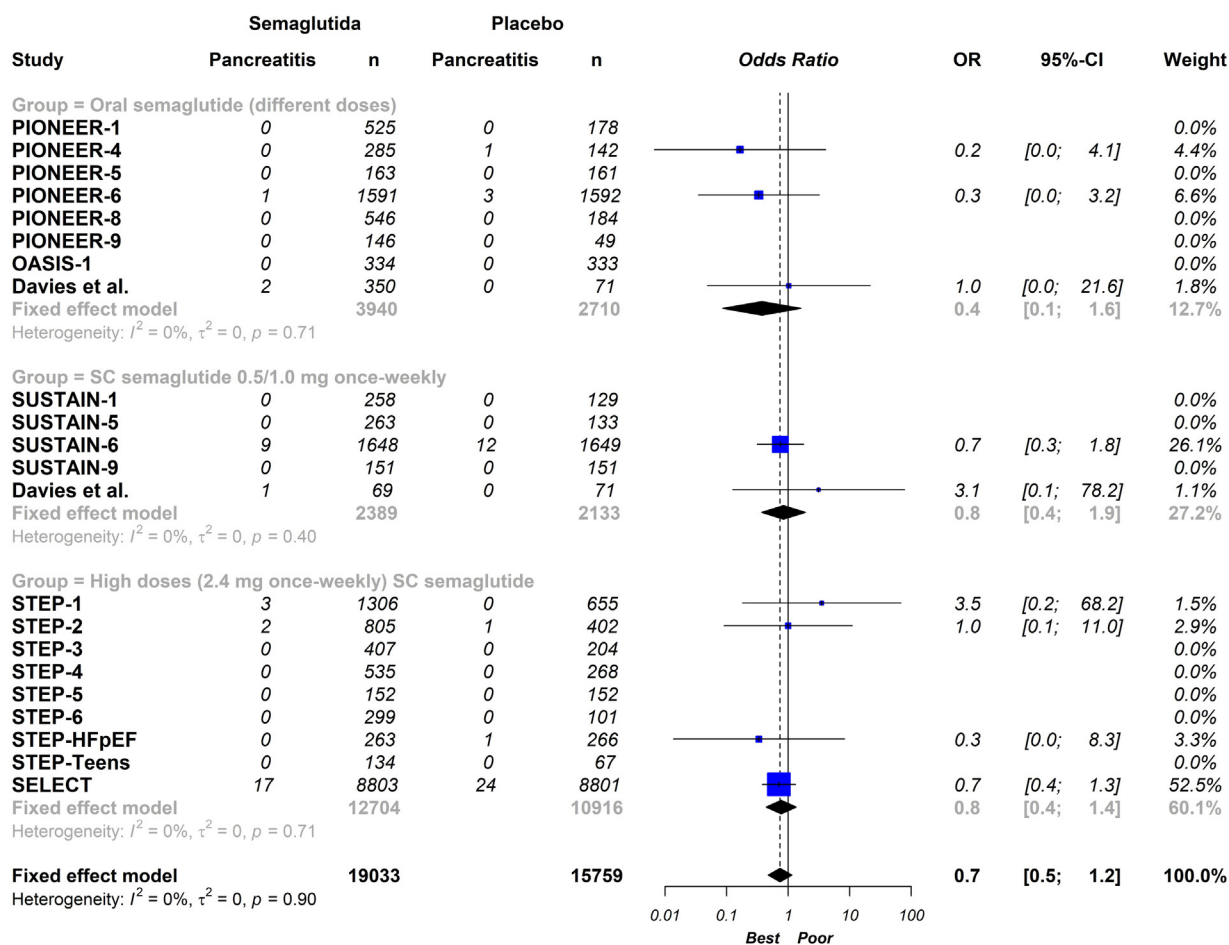 Semaglutida Placebo
Study Pancreatitis n Pancreatitis n Odds Ratio OR 95%-CI Weight
Group = Oral semaglutide (different doses)
PIONEER-1 0 525 0 178 0.0%
PIONEER-4 0 285 1 142 0.2 [0.0; 4.1] 4.4%
PIONEER-5 0 163 0 161 0.0%
PIONEER-6 1 1591 3 1592 0.3 [0.0; 3.2] 6.6%
PIONEER-8 0 546 0 184 0.0%
PIONEER-9 0 146 0 49 0.0%
OASIS-1 0 334 0 333 0.0%
Davies et al. 2 350 0 71 1.0 [0.0; 21.6] 1.8%
Fixed effect model 3940 2710 0.4 [0.1; 1.6] 12.7%
Heterogeneity: I² = 0%, τ² = 0, p = 0.71
Group = SC semaglutide 0.5/1.0 mg once-weekly
SUSTAIN-1 0 258 0 129 0.0%
SUSTAIN-5 0 263 0 133 0.0%
SUSTAIN-6 9 1648 12 1649 0.7 [0.3; 1.8] 26.1%
SUSTAIN-9 0 151 0 151 0.0%
Davies et al. 1 69 0 71 3.1 [0.1; 78.2] 1.1%
Fixed effect model 2389 2133 0.8 [0.4; 1.9] 27.2%
Heterogeneity: I² = 0%, τ² = 0, p = 0.40
Group = High doses (2.4 mg once-weekly) SC semaglutide
STEP-1 3 1306 0 655 3.5 [0.2; 68.2] 1.5%
STEP-2 2 805 1 402 1.0 [0.1; 11.0] 2.9%
STEP-3 0 407 0 204 0.0%
STEP-4 0 535 0 268 0.0%
STEP-5 0 152 0 152 0.0%
STEP-6 0 299 0 101 0.0%
STEP-HFpEF 0 263 1 266 0.3 [0.0; 8.3] 3.3%
STEP-Teens 0 134 0 67 0.0%
SELECT 17 8803 24 8801 0.7 [0.4; 1.3] 52.5%
Fixed effect model 12704 10916 0.8 [0.4; 1.4] 60.1%
Heterogeneity: I² = 0%, τ² = 0, p = 0.71
Fixed effect model 19033 15759 0.7 [0.5; 1.2] 100.0%
Heterogeneity: I² = 0%, τ² = 0, p = 0.90
0.01 0.1 1 10 100
Best Poor